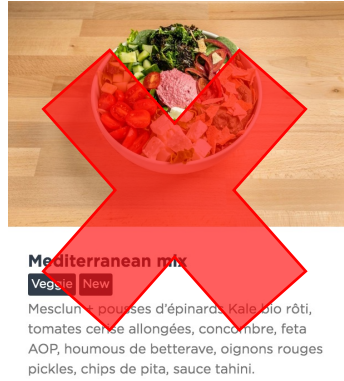 Mediterranean mix
Veggie New
Mesclun + pousses d'épinards Kale bio rôti,
tomates cerise allongées, concombre, feta
AOP, houmous de betterave, oignons rouges
pickles, chips de pita, sauce tahini.